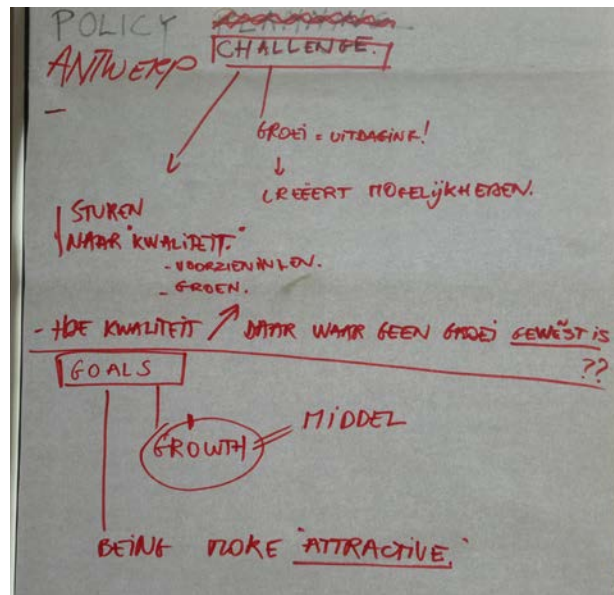 POLICY
CHALLENGE.
ANTWERP
GROEI = UITDAGING!
CREËERT MOGELIJKHEDEN.
STUREN
NAAR "KWALITEIT."
- VOORZIENINGEN.
- GROEN.
- HOE KWALITEIT ↗ DAAR WAAR GEEN GROEI GEWENST IS
??
GOALS
GROWTH = MIDDEL
BEING MORE "ATTRACTIVE."